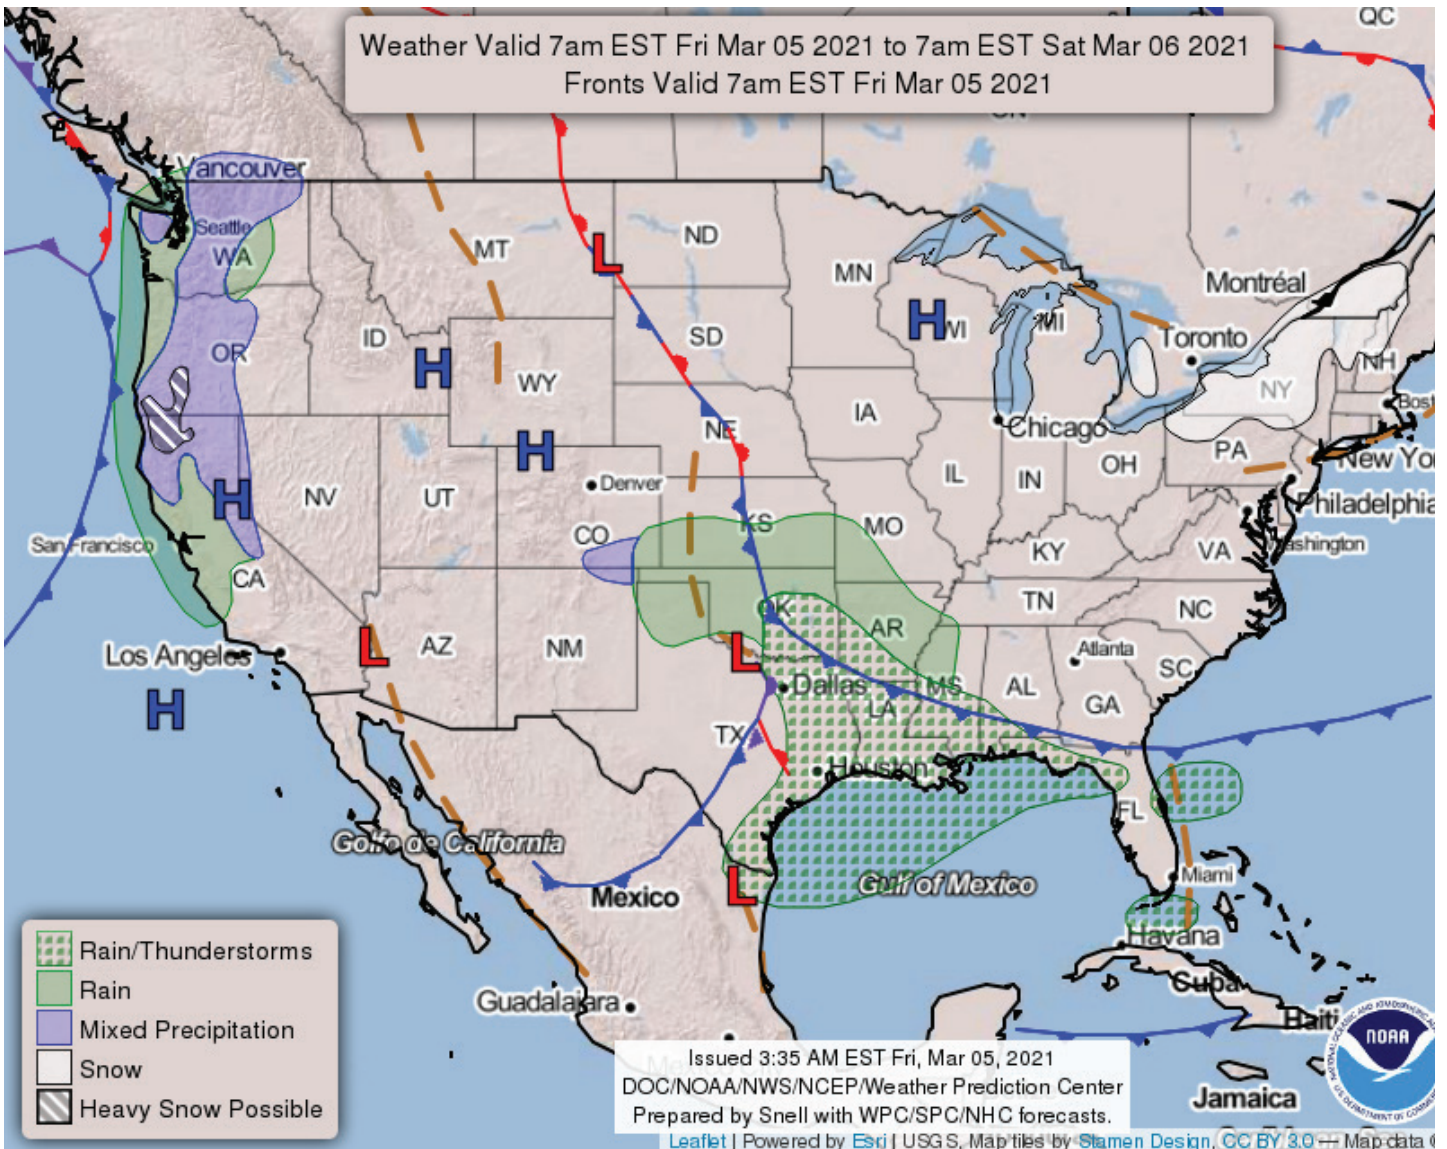 QC
Weather Valid 7am EST Fri Mar 05 2021 to 7am EST Sat Mar 06 2021
Fronts Valid 7am EST Fri Mar 05 2021
Vancouver
Seattle
WA
MT
ND
MN
L
Montréal
H
WI
MI
Toronto
OR
ID
H
WY
SD
NH
NY
IA
NE
Chicago
Bost
PA
New Yo
H
OH
IL
IN
Denver
H
NV
UT
Philadelphia
San Francisco
CO
KS
MO
KY
VA
CA
OK
TN
NC
AR
Los Angeles
L
AZ
NM
L
Atlanta
SC
Dallas
MS
AL
GA
LA
H
TX
Houston
FL
Golfo de California
L
Mexico
Gulf of Mexico
Miami
Havana
Cuba
Guadalajara
Haiti
NOAA
Jamaica
Rain/Thunderstorms
Rain
Mixed Precipitation
Snow
Heavy Snow Possible
Issued 3:35 AM EST Fri, Mar 05, 2021
DOC/NOAA/NWS/NCEP/Weather Prediction Center
Prepared by Snell with WPC/SPC/NHC forecasts.
Leaflet | Powered by Esri | USGS, Map tiles by Stamen Design, CC BY 3.0 — Map data ©